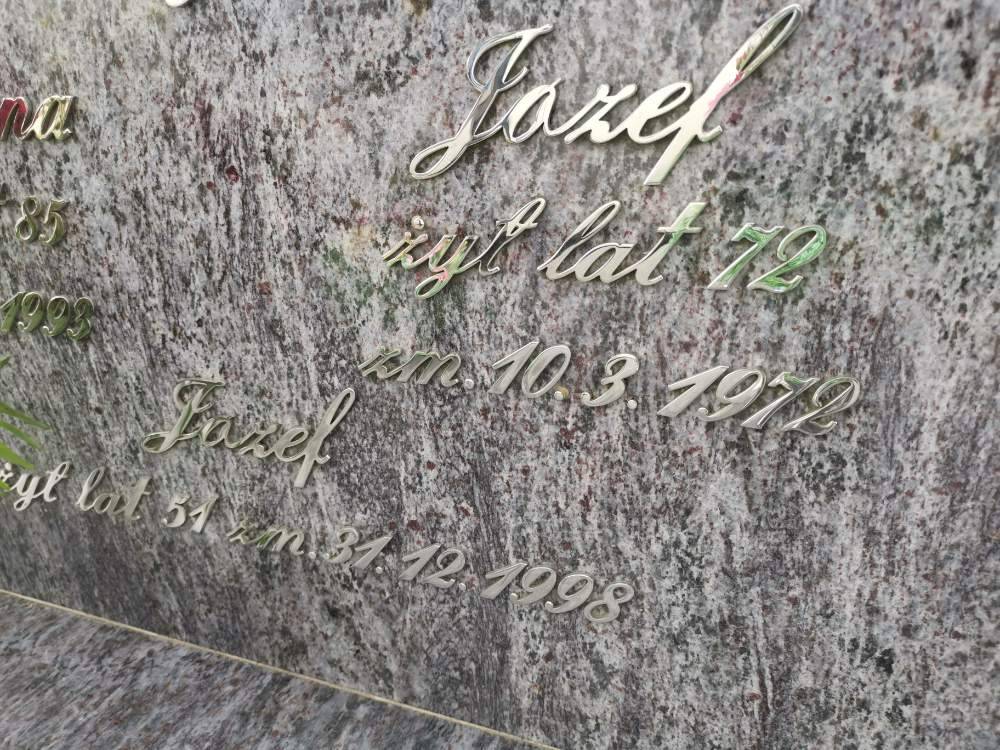 na
85
1993
Jozef
żył lat 72
zm. 10. 3. 1972
Jozef
żył lat 51 zm. 31. 12. 1998